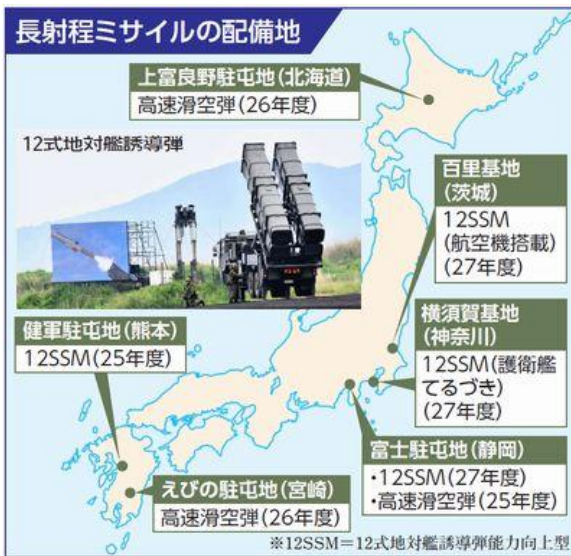 長射程ミサイルの配備地
上富良野駐屯地(北海道)
高速滑空弾(26年度)
12式地対艦誘導弾
百里基地
(茨城)
12SSM
(航空機搭載)
(27年度)
横須賀基地
(神奈川)
12SSM(護衛艦
てるづき)
(27年度)
健軍駐屯地(熊本)
12SSM(25年度)
富士駐屯地(静岡)
・12SSM(27年度)
・高速滑空弾(25年度)
えびの駐屯地(宮崎)
高速滑空弾(26年度)
※12SSM=12式地対艦誘導弾能力向上型